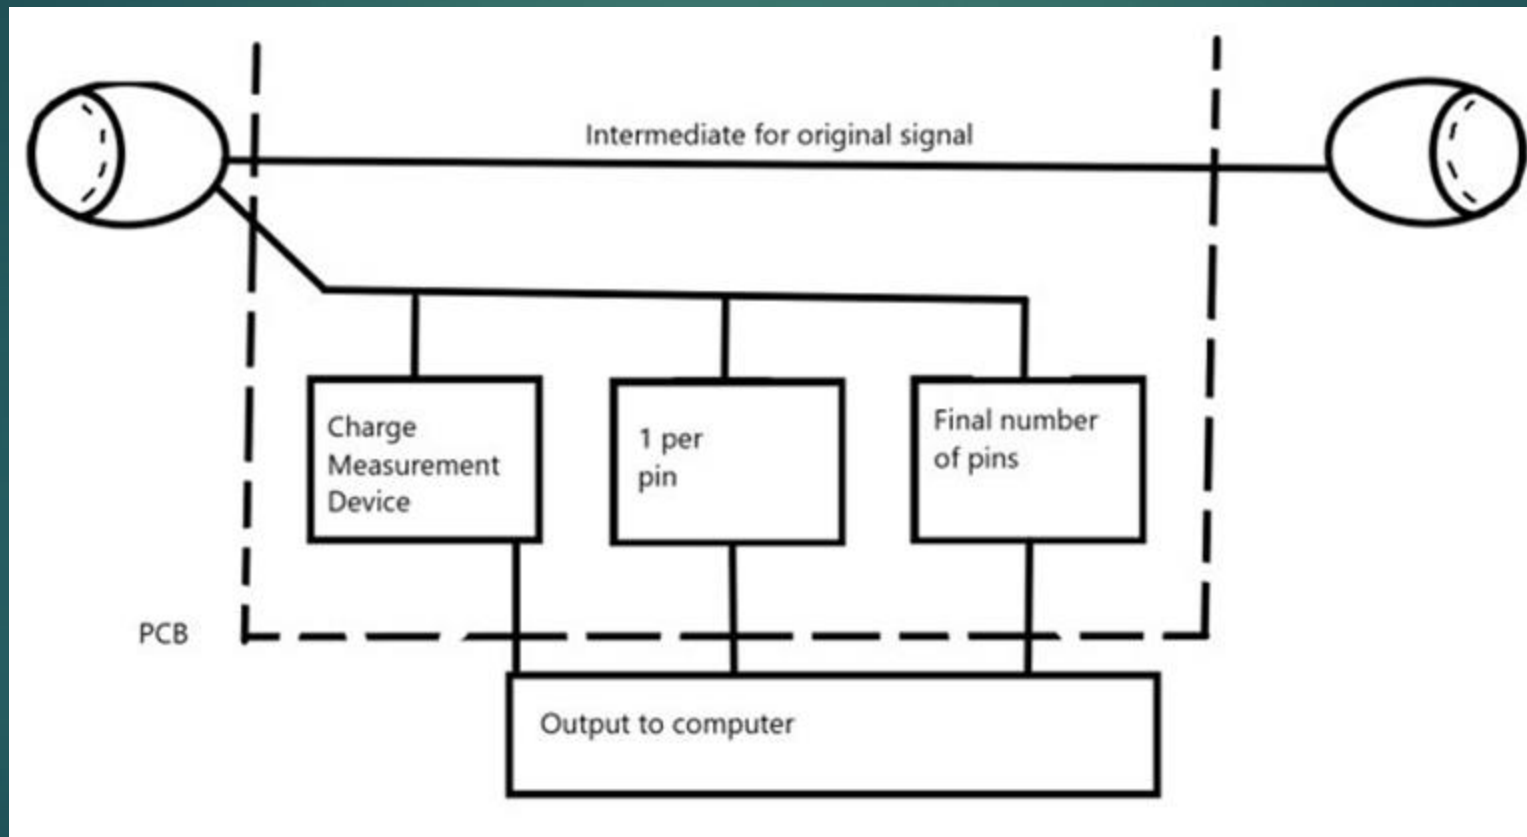 Intermediate for original signal
Charge
Measurement
Device
1 per
pin
Final number
of pins
PCB
Output to computer